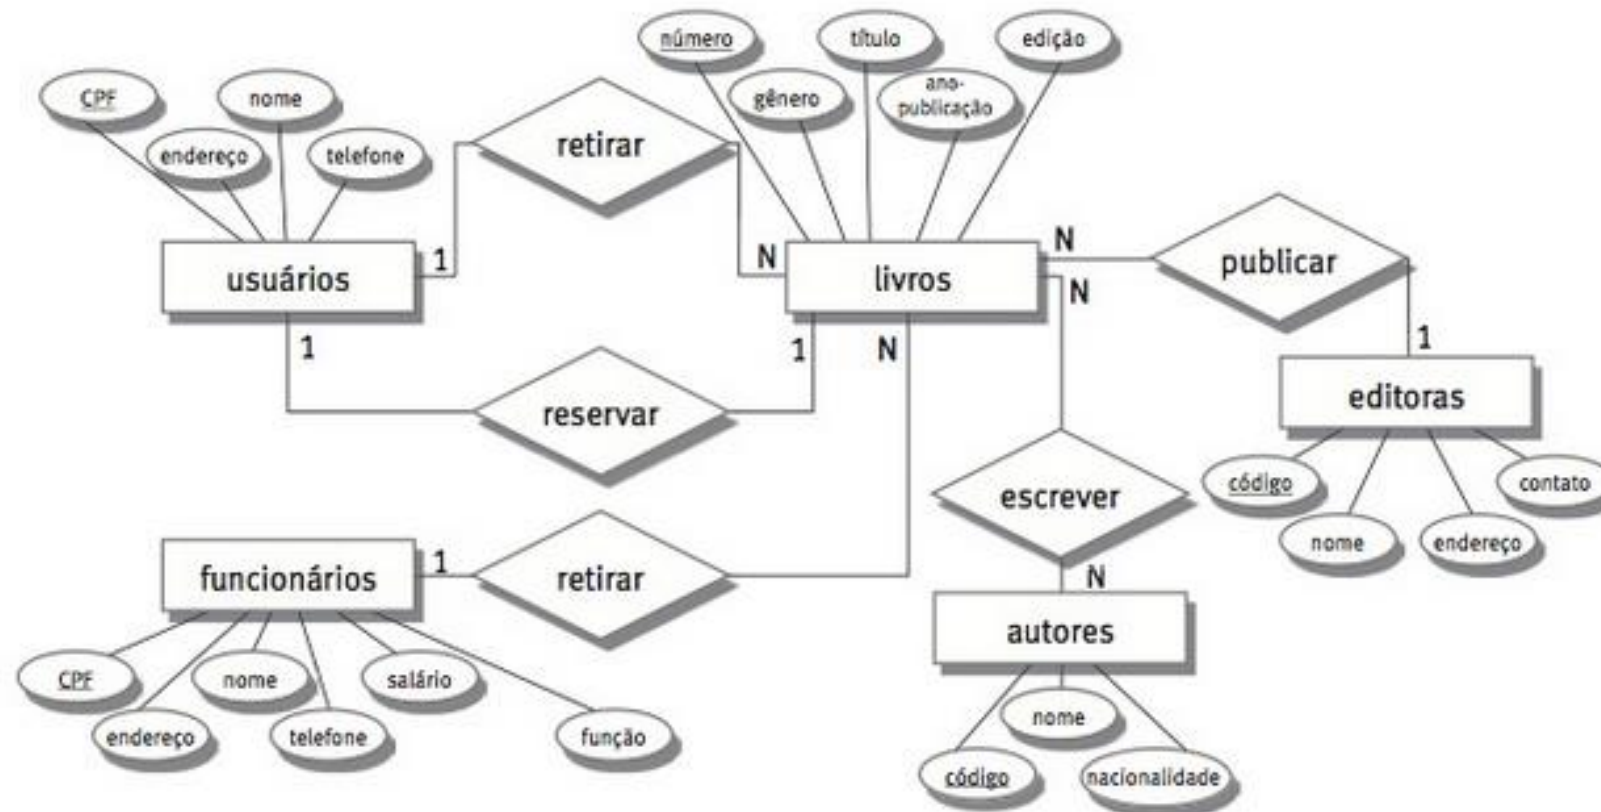 número
título
edição
CPF
nome
gênero
ano-
publicação
endereço
telefone
retirar
usuários
1
N
livros
N
N
publicar
1
1
1
N
reservar
editoras
código
contato
nome
endereço
escrever
funcionários
1
retirar
N
autores
CPF
nome
salário
endereço
telefone
função
nome
código
nacionalidade